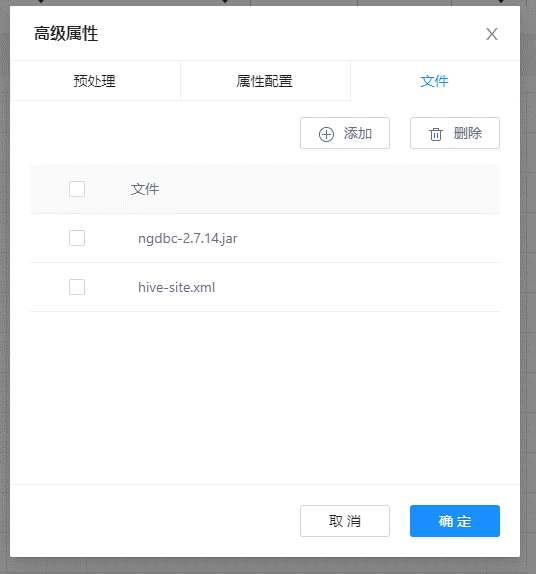 高级属性
预处理 属性配置 文件
添加 删除
文件
ngdbc-2.7.14.jar
hive-site.xml
取 消 确 定